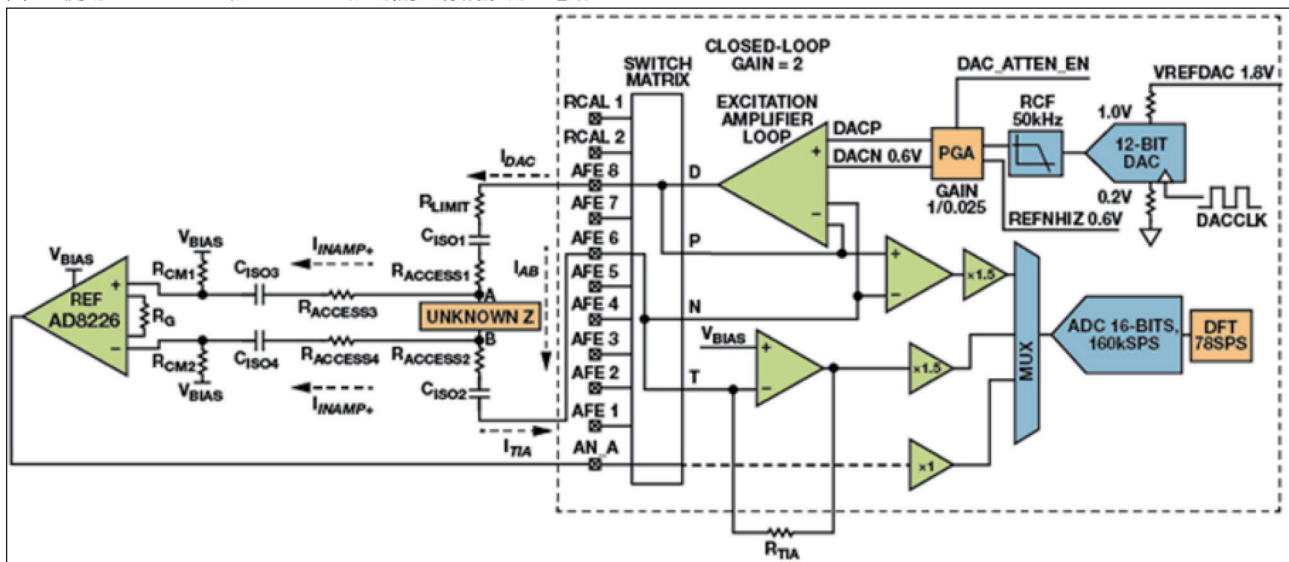 CLOSED-LOOP
GAIN = 2
SWITCH
MATRIX
DAC_ATTEN_EN
VREFDAC 1.8V
RCAL 1
EXCITATION
AMPLIFIER
LOOP
RCF
50kHz
1.0V
RCAL 2
DACP
DACN 0.6V
+
-
PGA
12-BIT
DAC
IDAC
AFE 8
D
GAIN
1/0.025
0.2V
RLIMIT
AFE 7
REFNHIZ 0.6V
DACCLK
VBIAS
IINAMP+
CISO1
AFE 6
P
VBIAS
RCM1
CISO3
RACCESS1
IAB
AFE 5
+
-
×1.5
REF
AD8226
+
-
RG
RACCESS3
A
UNKNOWN Z
B
AFE 4
N
ADC 16-BITS,
160kSPS
DFT
78SPS
RCM2
CISO4
RACCESS4
RACCESS2
AFE 3
VBIAS
+
-
×1.5
MUX
VBIAS
IINAMP+
CISO2
AFE 2
T
AFE 1
ITIA
AN_A
×1
RTIA